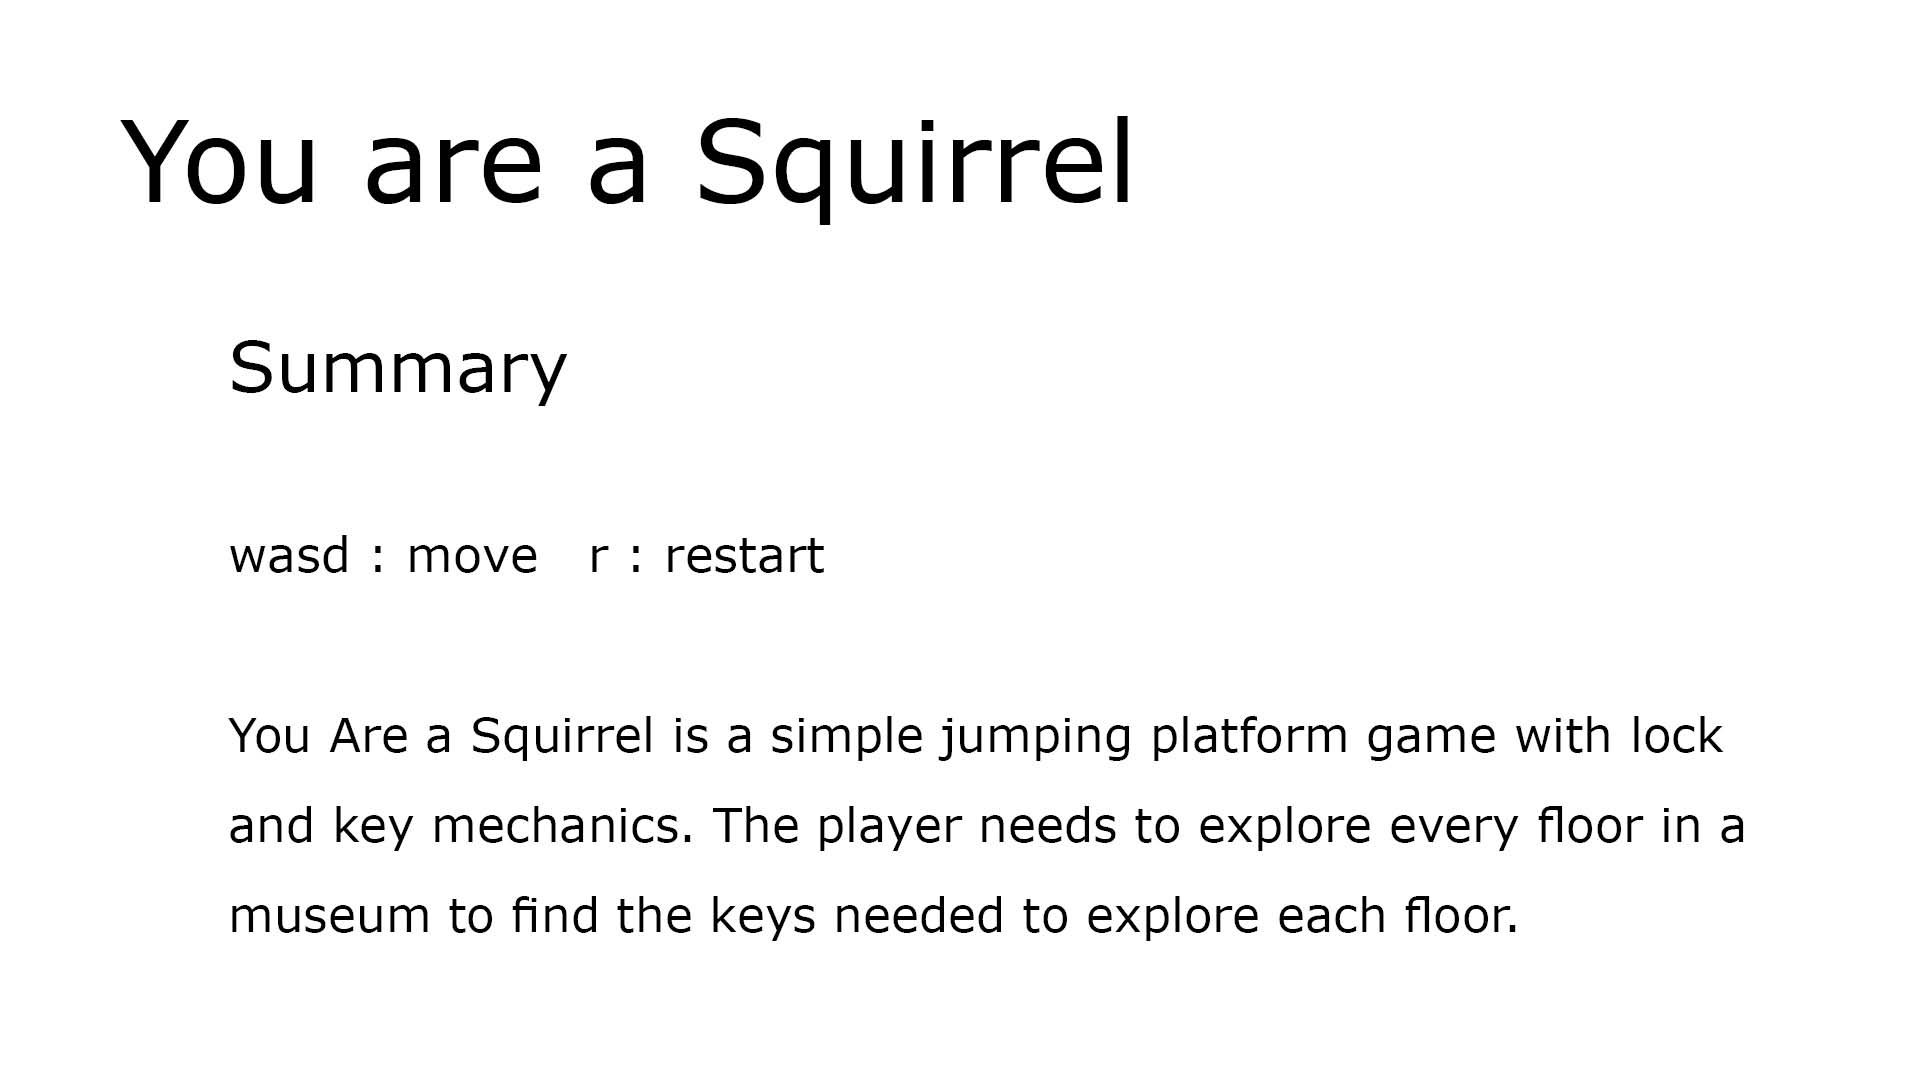 You are a Squirrel
Summary
wasd : move   r : restart
You Are a Squirrel is a simple jumping platform game with lock
and key mechanics. The player needs to explore every floor in a
museum to find the keys needed to explore each floor.